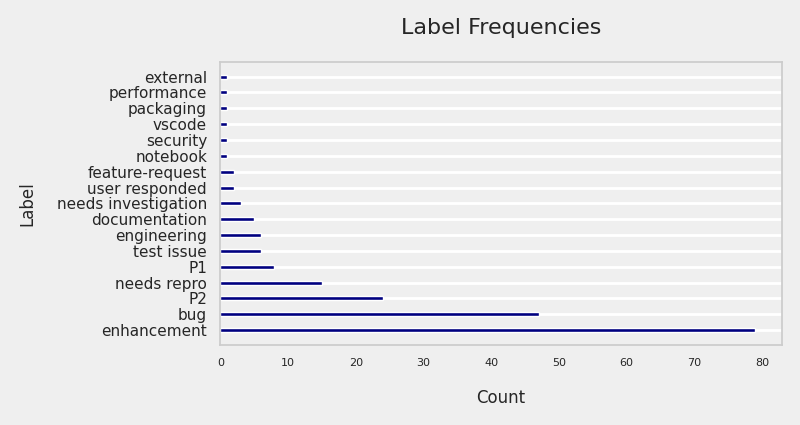 Label Frequencies
external
performance
packaging
vscode
security
notebook
feature-request
user responded
needs investigation
documentation
engineering
test issue
P1
needs repro
P2
bug
enhancement
Label
0 10 20 30 40 50 60 70 80
Count